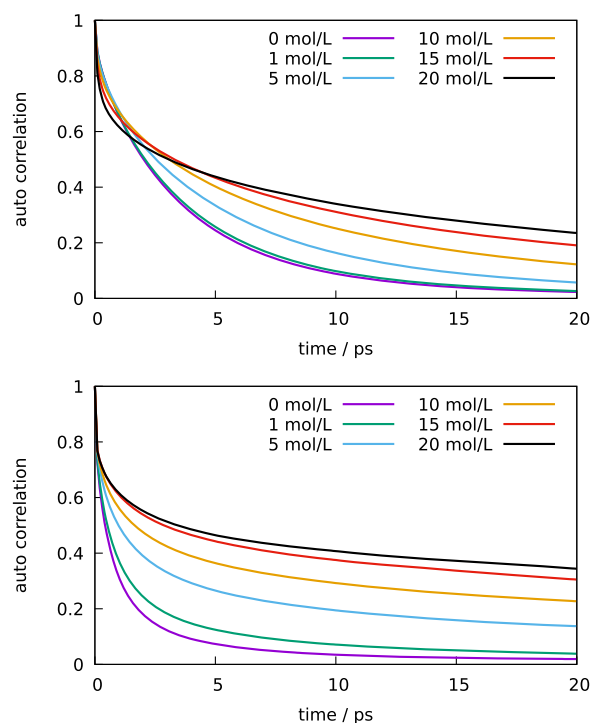 1
0.8
0.6
0.4
0.2
0
auto correlation
0 mol/L 10 mol/L
1 mol/L 15 mol/L
5 mol/L 20 mol/L
0 5 10 15 20
time / ps
1
0.8
0.6
0.4
0.2
0
auto correlation
0 mol/L 10 mol/L
1 mol/L 15 mol/L
5 mol/L 20 mol/L
0 5 10 15 20
time / ps